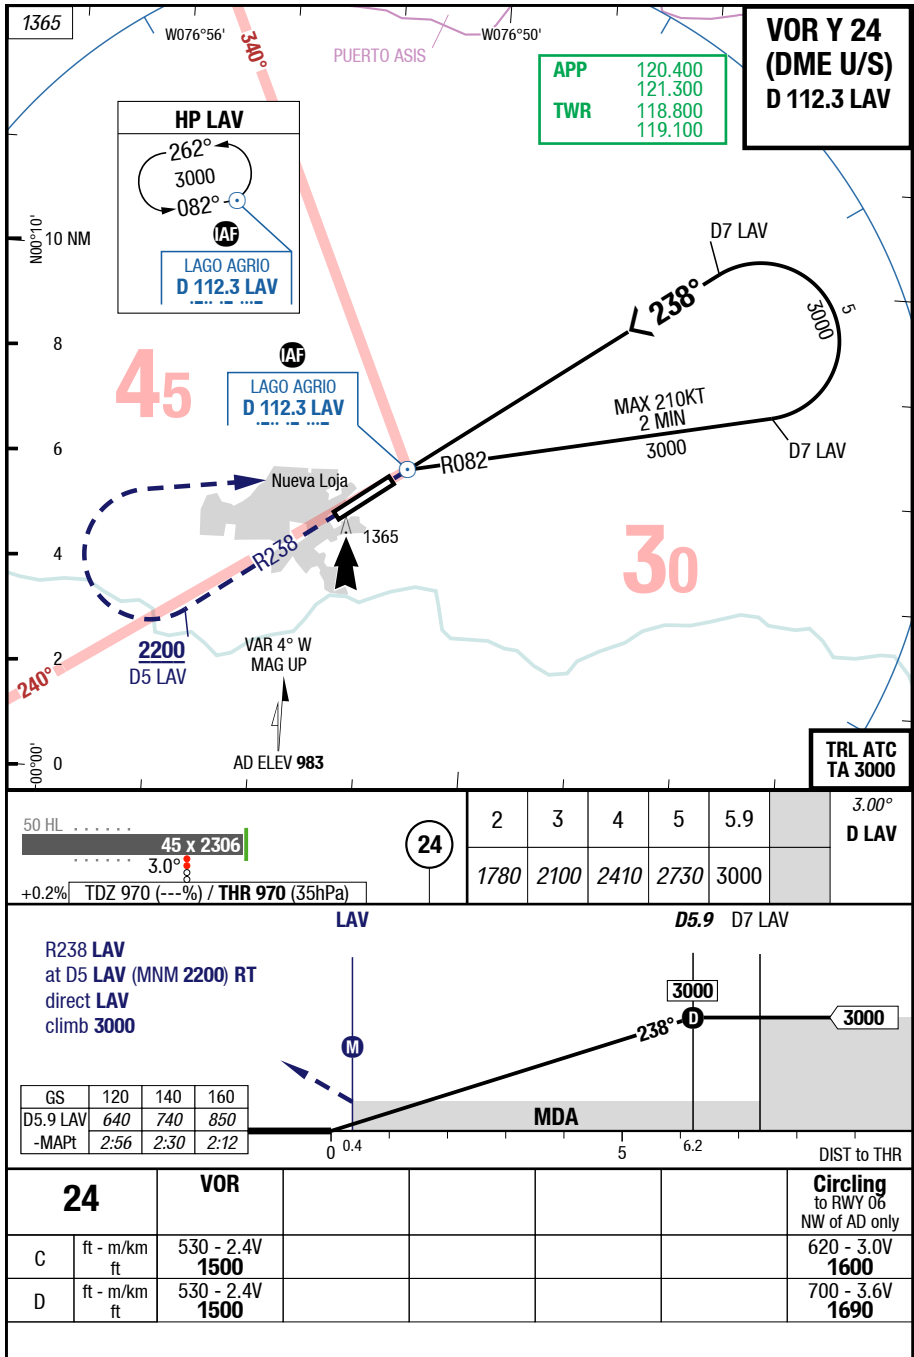 1365
W076°56'
W076°50'
PUERTO ASIS
340°
VOR Y 24
(DME U/S)
D 112.3 LAV
APP 120.400
121.300
TWR 118.800
119.100
HP LAV
262°
3000
082°
IAF
LAGO AGRIO
D 112.3 LAV
N00°10'
10 NM
D7 LAV
238°
5
3000
8
45
IAF
LAGO AGRIO
D 112.3 LAV
MAX 210KT
2 MIN
3000
D7 LAV
6
R082
Nueva Loja
1365
R238
4
30
2200
D5 LAV
2
240°
VAR 4° W
MAG UP
AD ELEV 983
00°00'
0
TRL ATC
TA 3000
50 HL
45 x 2306
3.0°
+0.2% TDZ 970 (---%) / THR 970 (35hPa)
24
2 3 4 5 5.9
1780 2100 2410 2730 3000
3.00°
D LAV
LAV D5.9 D7 LAV
R238 LAV
at D5 LAV (MNM 2200) RT
direct LAV
climb 3000
3000
D
238°
3000
M
MDA
GS 120 140 160
D5.9 LAV 640 740 850
-MAPt 2:56 2:30 2:12
0 0.4 5 6.2 DIST to THR
24 VOR Circling
to RWY 06
NW of AD only
C ft - m/km 530 - 2.4V 620 - 3.0V
ft 1500 1600
D ft - m/km 530 - 2.4V 700 - 3.6V
ft 1500 1690